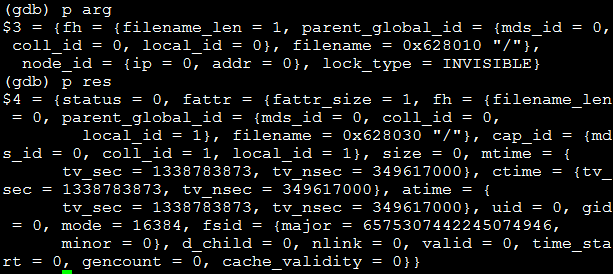 (gdb) p arg
$3 = {fh = {filename_len = 1, parent_global_id = {mds_id = 0,
coll_id = 0, local_id = 0}, filename = 0x628010 "/"},
node_id = {ip = 0, addr = 0}, lock_type = INVISIBLE}
(gdb) p res
$4 = {status = 0, fattr = {fattr_size = 1, fh = {filename_len
= 0, parent_global_id = {mds_id = 0, coll_id = 0,
local_id = 1}, filename = 0x628030 "/"}, cap_id = {md
s_id = 0, coll_id = 1, local_id = 1}, size = 0, mtime = {
tv_sec = 1338783873, tv_nsec = 349617000}, ctime = {tv_
sec = 1338783873, tv_nsec = 349617000}, atime = {
tv_sec = 1338783873, tv_nsec = 349617000}, uid = 0, gid
= 0, mode = 16384, fsid = {major = 6575307442245074946,
minor = 0}, d_child = 0, nlink = 0, valid = 0, time_sta
rt = 0, gencount = 0, cache_validity = 0}}